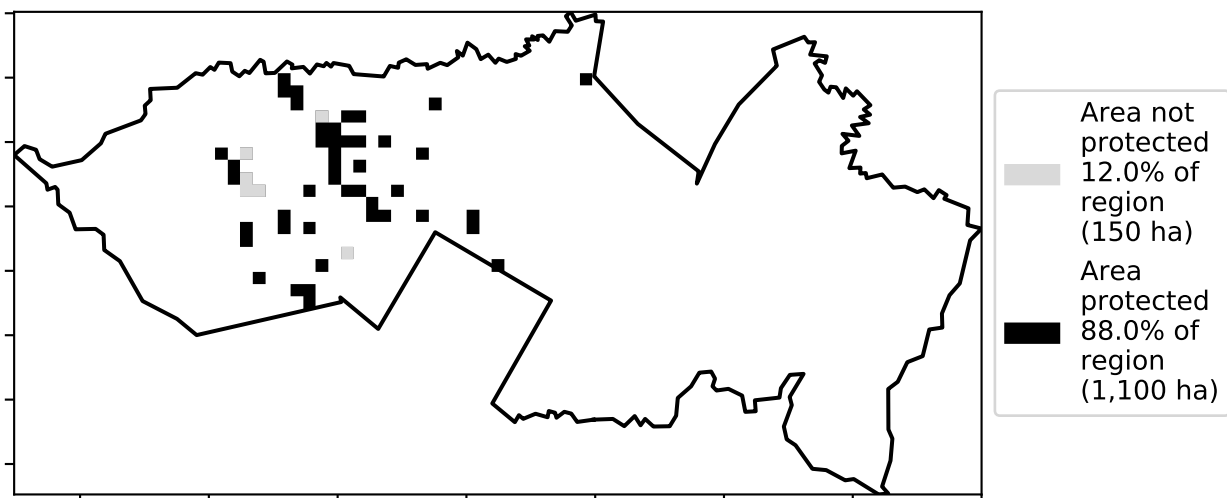 Area not
protected
12.0% of
region
(150 ha)
Area
protected
88.0% of
region
(1,100 ha)